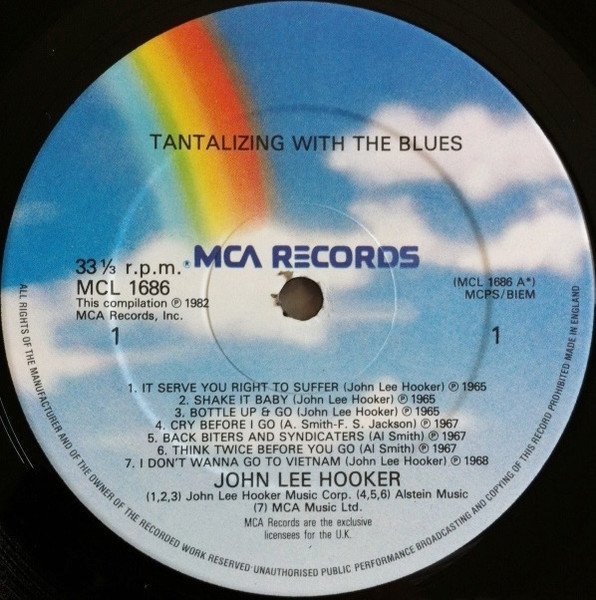 TANTALIZING WITH THE BLUES
MCA RECORDS
33⅓ r.p.m.
MCL 1686
This compilation ℗ 1982
MCA Records, Inc.
1
(MCL 1686 A*)
MCPS/BIEM
1
1. IT SERVE YOU RIGHT TO SUFFER (John Lee Hooker) ℗ 1965
2. SHAKE IT BABY (John Lee Hooker) ℗ 1965
3. BOTTLE UP & GO (John Lee Hooker) ℗ 1965
4. CRY BEFORE I GO (A. Smith-F. S. Jackson) ℗ 1967
5. BACK BITERS AND SYNDICATERS (Al Smith) ℗ 1967
6. THINK TWICE BEFORE YOU GO (Al Smith) ℗ 1967
7. I DON'T WANNA GO TO VIETNAM (John Lee Hooker) ℗ 1968
JOHN LEE HOOKER
(1,2,3) John Lee Hooker Music Corp. (4,5,6) Alstein Music
(7) MCA Music Ltd.
MCA Records are the exclusive
licensees for the U.K.
ALL RIGHTS OF THE MANUFACTURER AND OF THE OWNER OF THE RECORDED WORK RESERVED UNAUTHORISED PUBLIC PERFORMANCE BROADCASTING AND COPYING OF THIS RECORD PROHIBITED MADE IN ENGLAND